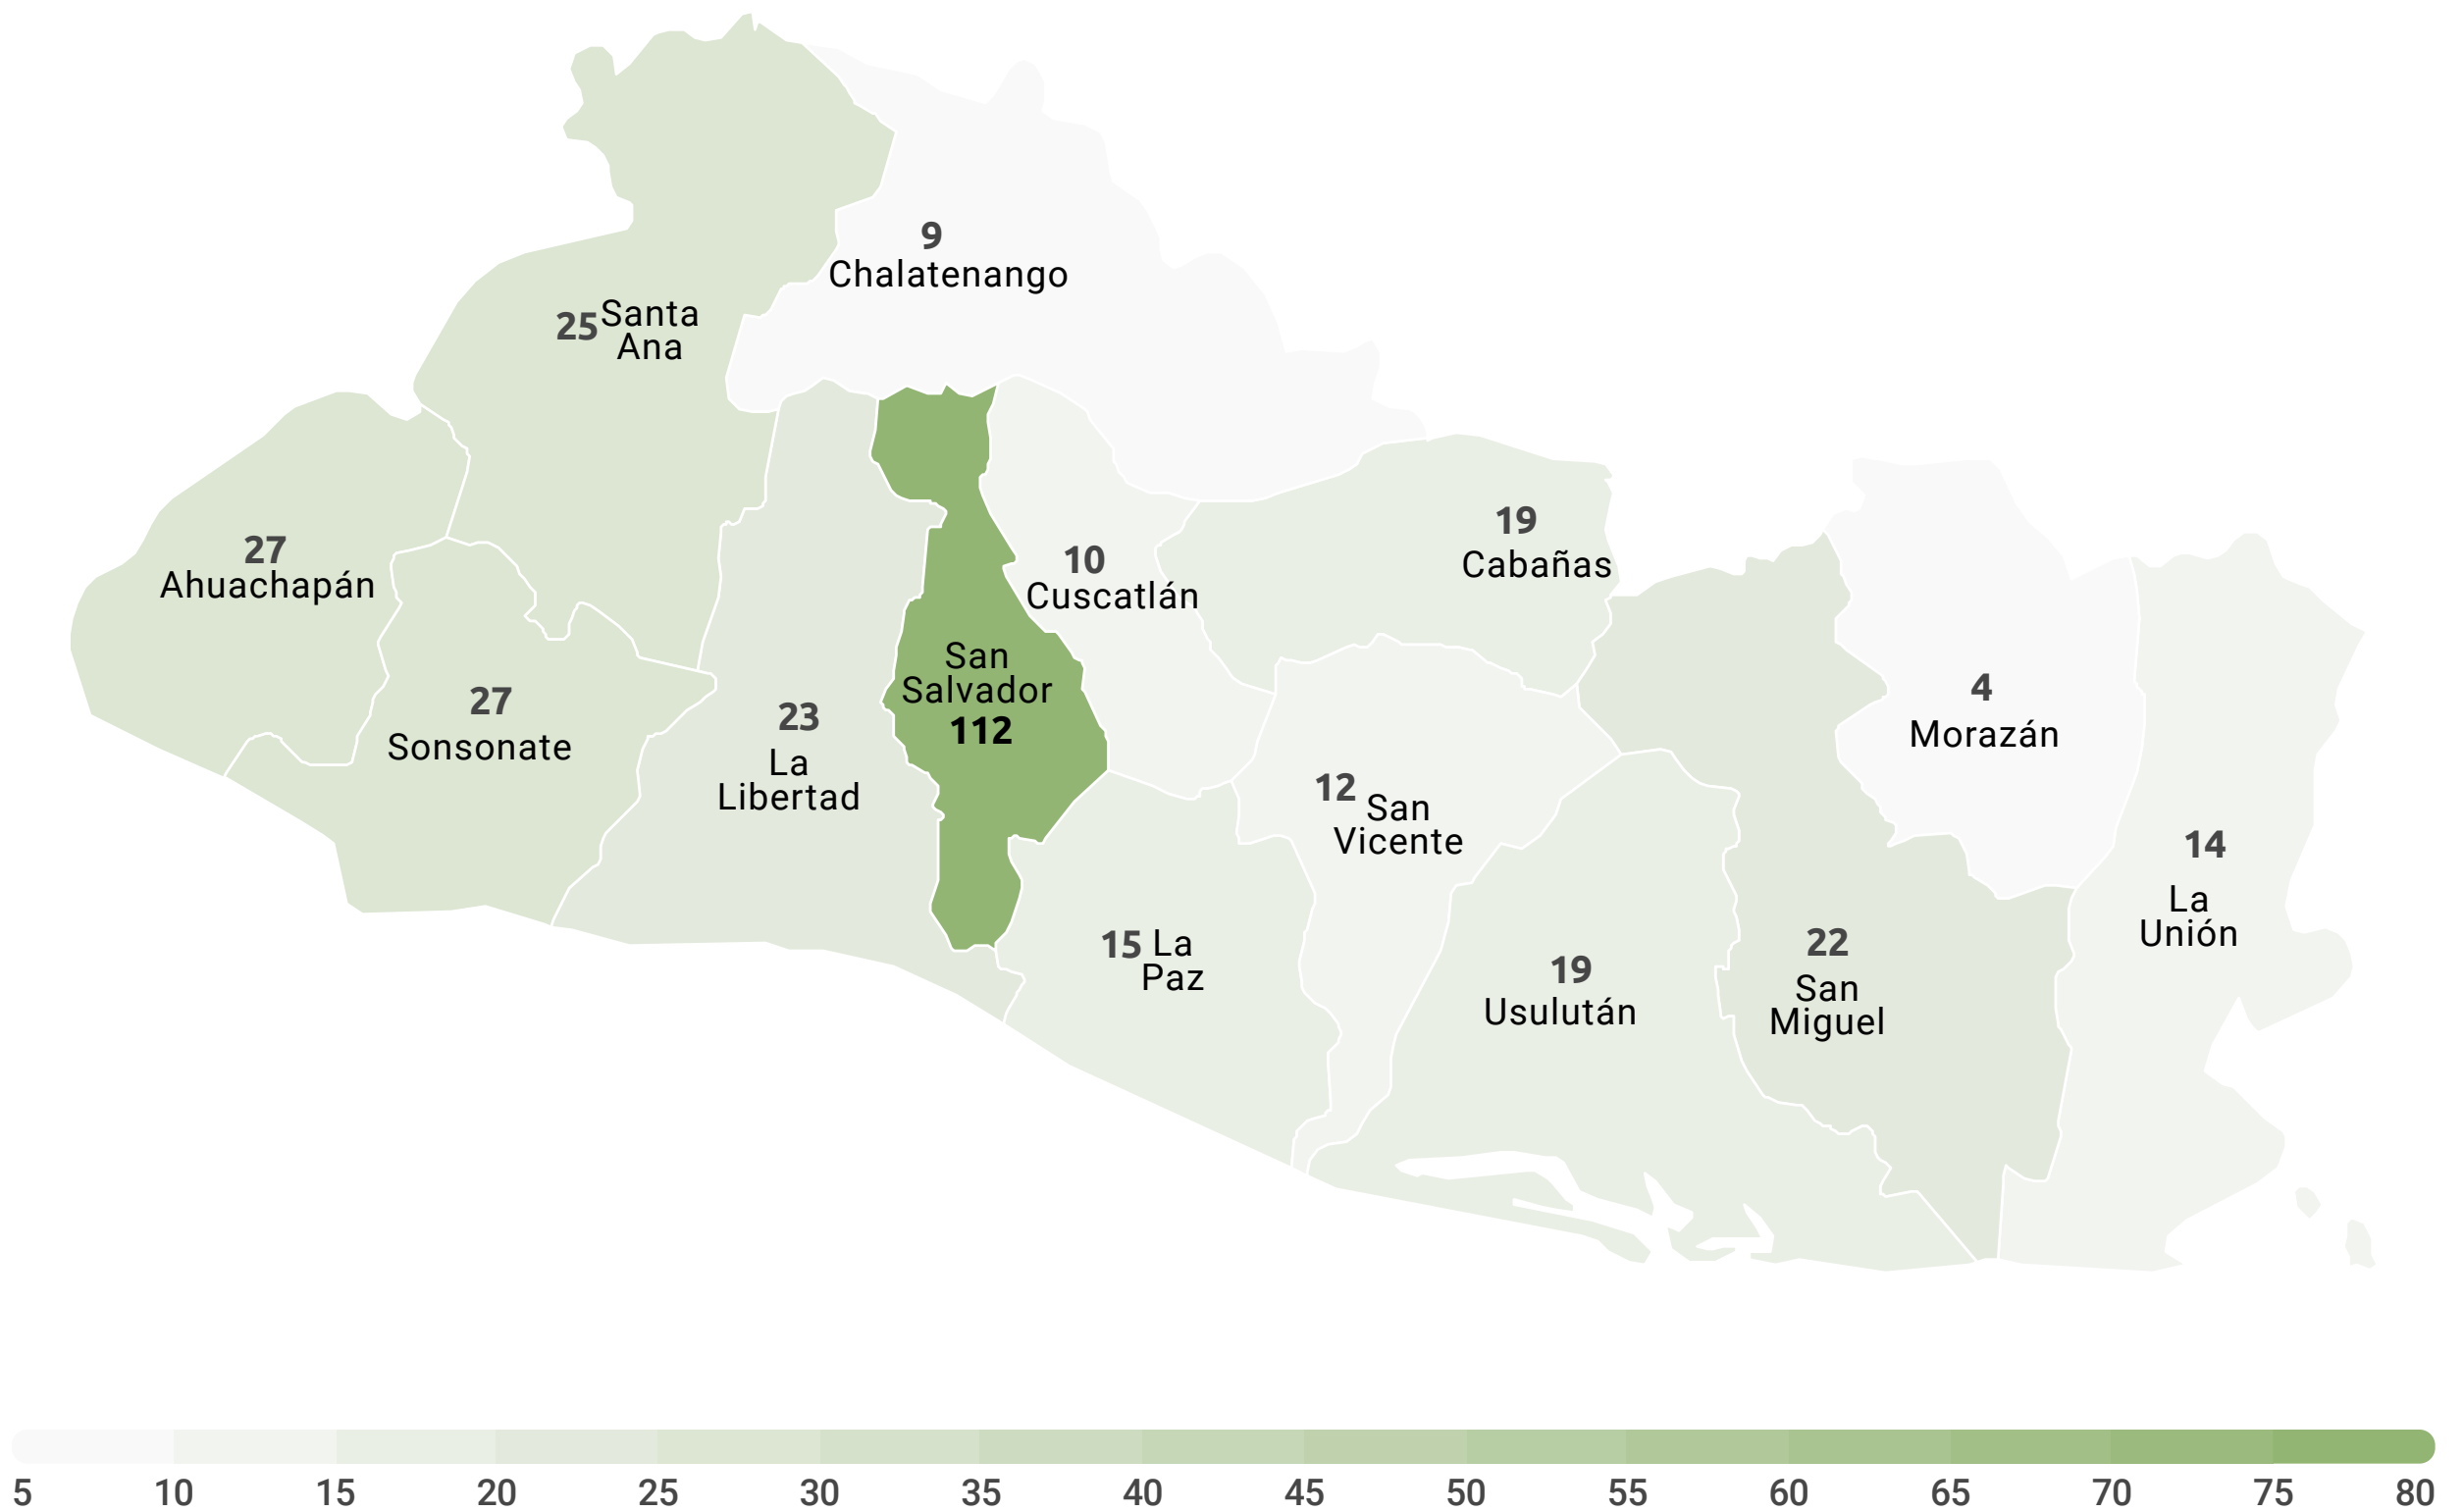 9
Chalatenango
25
Santa
Ana
19
Cabañas
27
Ahuachapán
10
Cuscatlán
San
Salvador
112
4
Morazán
27
Sonsonate
23
La
Libertad
12
San
Vicente
14
La
Unión
15
La
Paz
19
Usulután
22
San
Miguel
5 10 15 20 25 30 35 40 45 50 55 60 65 70 75 80